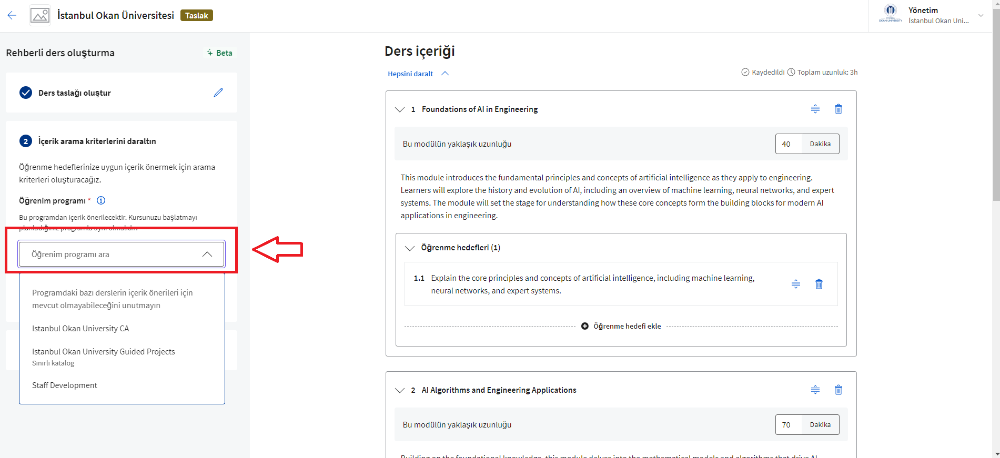 İstanbul Okan Üniversitesi
Taslak
OKAN UNIVERSITY
Yönetim
İstanbul Okan Uni...
Rehberli ders oluşturma
Beta
Ders taslağı oluştur
2 İçerik arama kriterlerini daraltın
Öğrenme hedeflerinize uygun içerik önermek için arama
kriterleri oluşturacağız.
Öğrenim programı *
Bu programdan içerik önerilecektir. Kursunuzu başlatmayı
planladığınız programla aynı olmalıdır.
Öğrenim programı ara
Programdaki bazı derslerin içerik önerileri için
mevcut olmayabileceğini unutmayın
Istanbul Okan University CA
Istanbul Okan University Guided Projects
Sınırlı katalog
Staff Development
Ders içeriği
Hepsini daralt
Kaydedildi
Toplam uzunluk: 3h
1 Foundations of AI in Engineering
Bu modülün yaklaşık uzunluğu
40 Dakika
This module introduces the fundamental principles and concepts of artificial intelligence as they apply to engineering.
Learners will explore the history and evolution of AI, including an overview of machine learning, neural networks, and expert
systems. The module will set the stage for understanding how these core concepts form the building blocks for modern AI
applications in engineering.
Öğrenme hedefleri (1)
1.1 Explain the core principles and concepts of artificial intelligence, including machine learning,
neural networks, and expert systems.
Öğrenme hedefi ekle
2 AI Algorithms and Engineering Applications
Bu modülün yaklaşık uzunluğu
70 Dakika
Building on the foundational knowledge, this module delves into the mathematical models and algorithms that drive AI